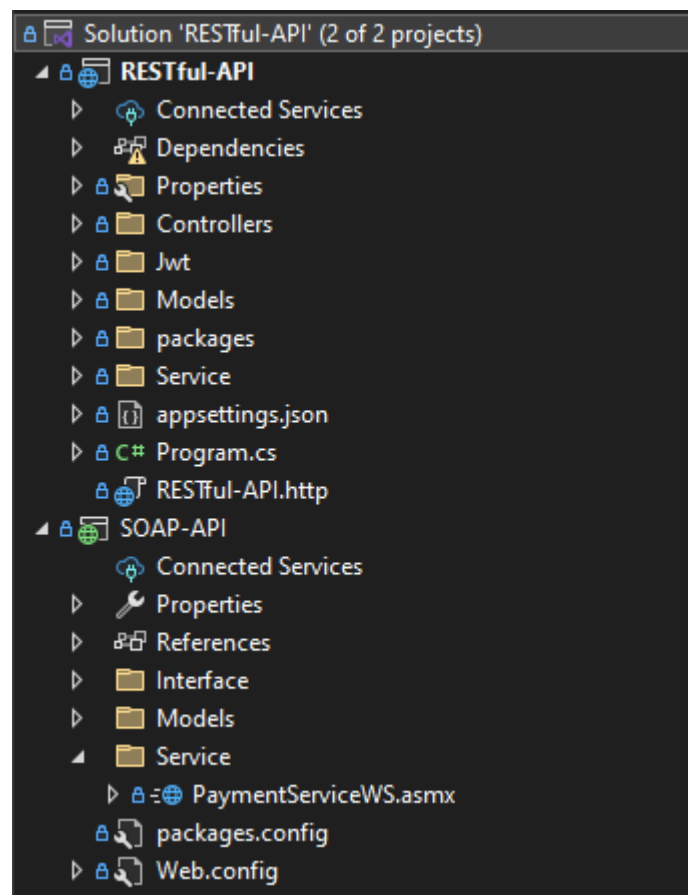 Solution 'RESTful-API' (2 of 2 projects)
RESTful-API
Connected Services
Dependencies
Properties
Controllers
Jwt
Models
packages
Service
appsettings.json
C# Program.cs
RESTful-API.http
SOAP-API
Connected Services
Properties
References
Interface
Models
Service
PaymentServiceWS.asmx
packages.config
Web.config